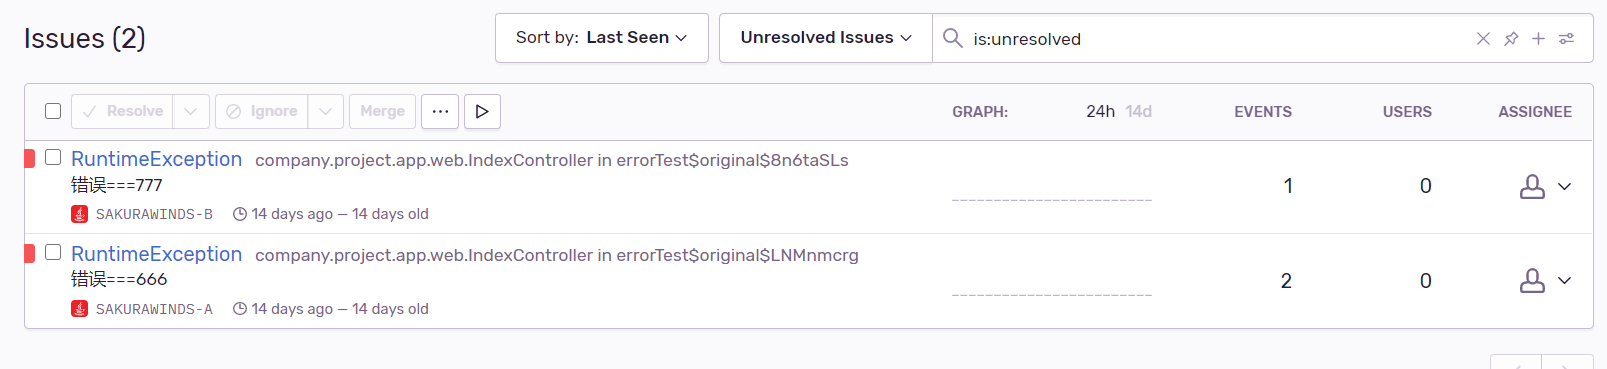 Issues (2)
Sort by: Last Seen
Unresolved Issues
is:unresolved
Resolve
Ignore
Merge
GRAPH:
24h 14d
EVENTS
USERS
ASSIGNEE
RuntimeException company.project.app.web.IndexController in errorTest$original$8n6taSLs
错误===777
SAKURAWINDS-B 14 days ago — 14 days old
1
0
RuntimeException company.project.app.web.IndexController in errorTest$original$LNMnmcrg
错误===666
SAKURAWINDS-A 14 days ago — 14 days old
2
0